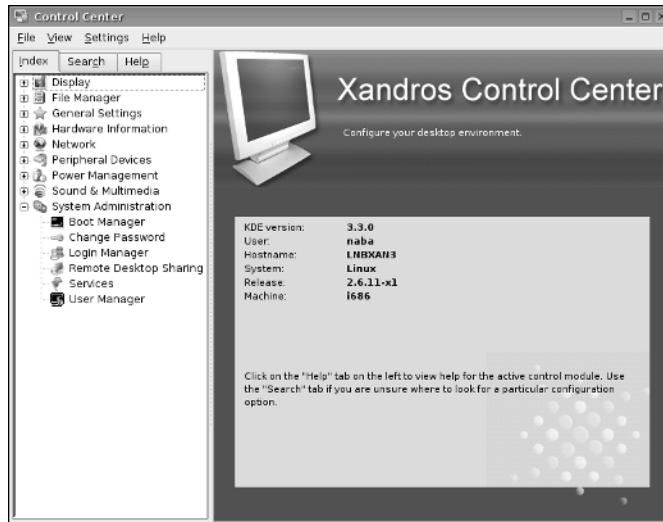 Control Center
File View Settings Help
Index Search Help
Display
File Manager
General Settings
Hardware Information
Network
Peripheral Devices
Power Management
Sound & Multimedia
System Administration
Boot Manager
Change Password
Login Manager
Remote Desktop Sharing
Services
User Manager
Xandros Control Center
Configure your desktop environment.
KDE version: 3.3.0
User: naba
Hostname: LNBXAN3
System: Linux
Release: 2.6.11-x1
Machine: i686
Click on the "Help" tab on the left to view help for the active control module. Use
the "Search" tab if you are unsure where to look for a particular configuration
option.